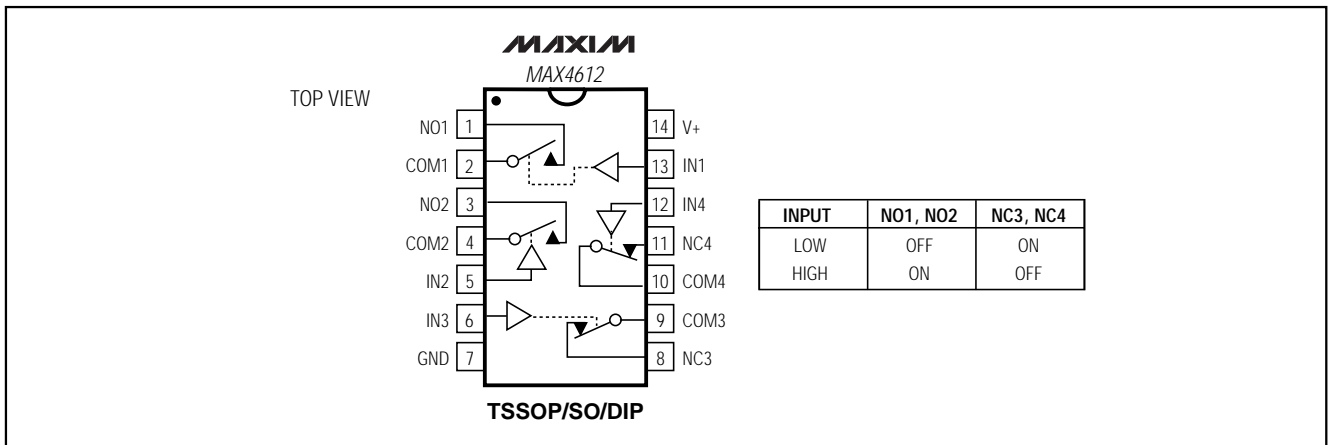 MAXIM
MAX4612
TOP VIEW
NO1 1
COM1 2
NO2 3
COM2 4
IN2 5
IN3 6
GND 7
14 V+
13 IN1
12 IN4
11 NC4
10 COM4
9 COM3
8 NC3
TSSOP/SO/DIP
INPUT NO1, NO2 NC3, NC4
LOW OFF ON
HIGH ON OFF